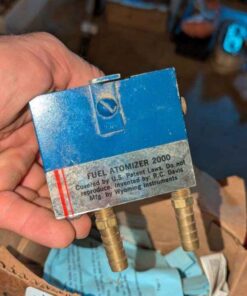 FUEL ATOMIZER 2000
Covered by U.S. Patent Laws. Do not
reproduce. Invented by: R.C. Davis
Mfg. by Wyoming Instruments